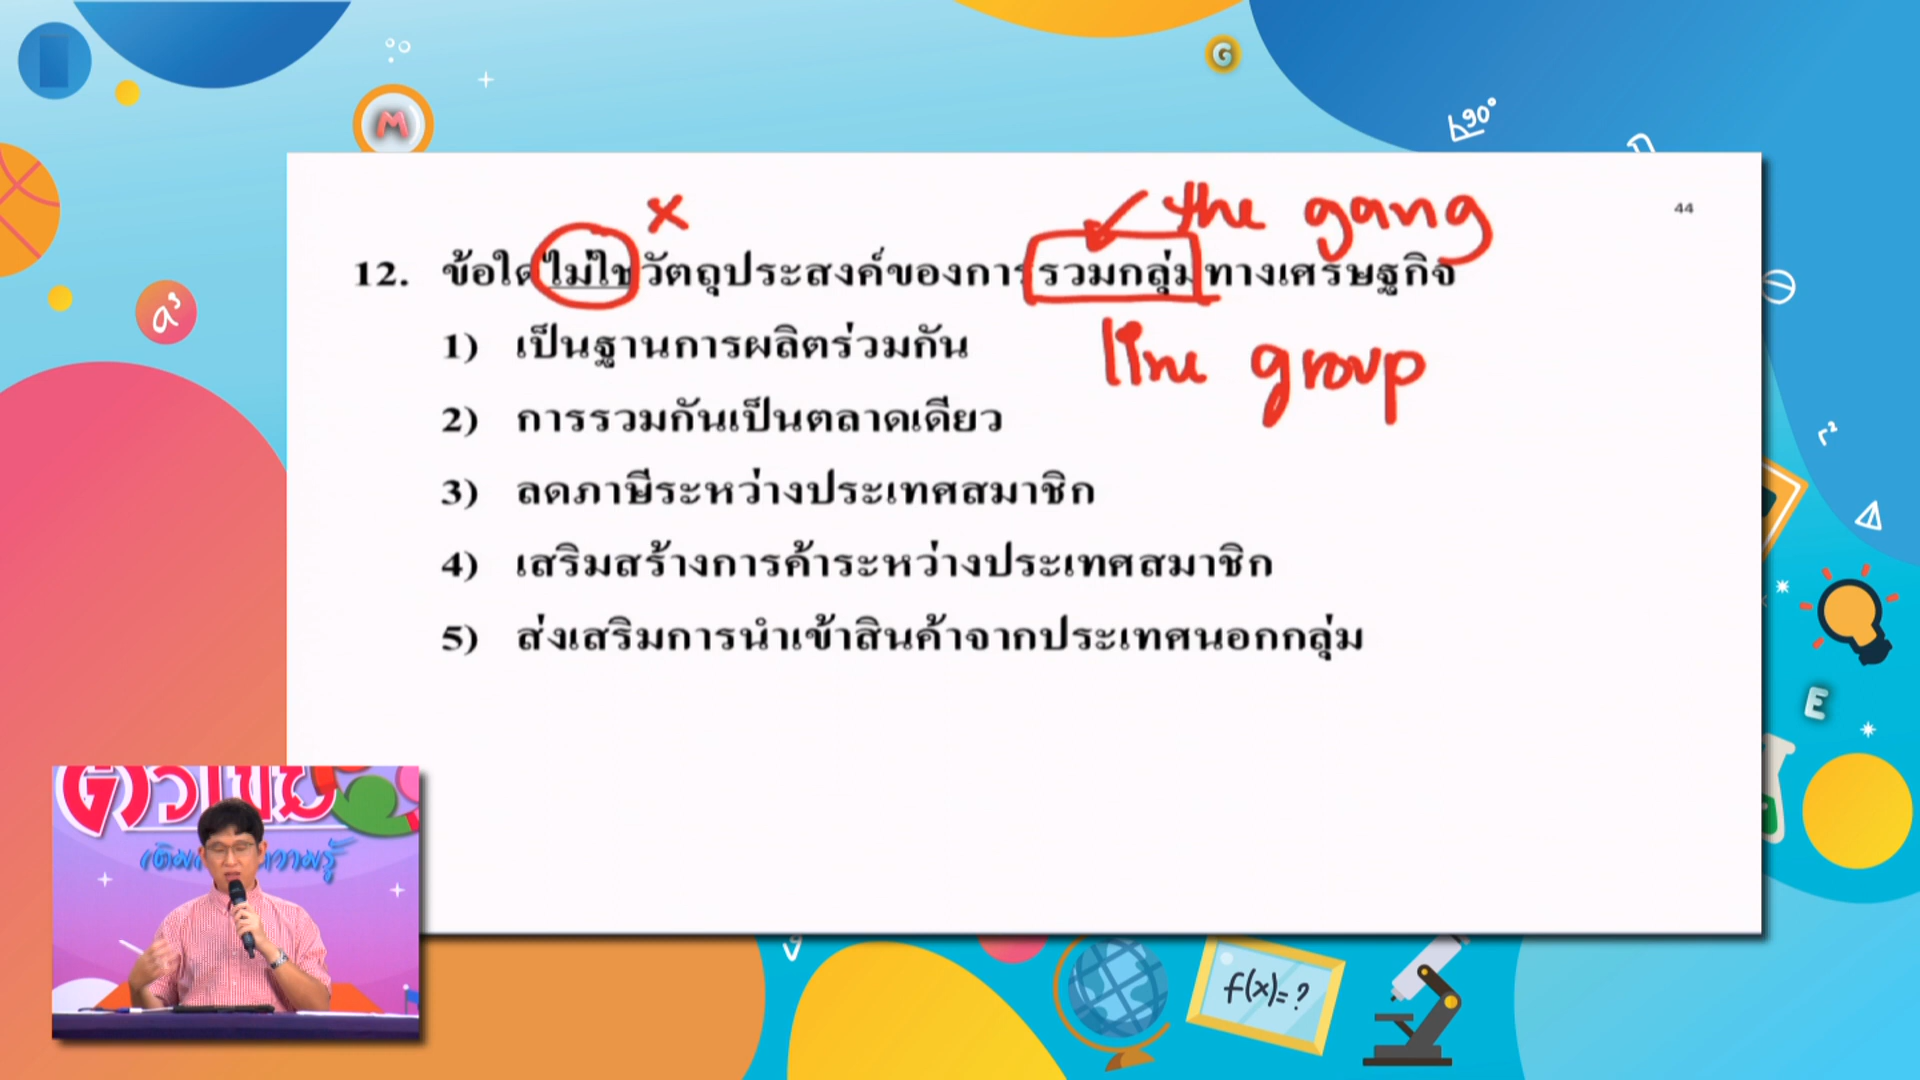 G
M
90°
44
x
the gang
12. ข้อใดไม่ใช่วัตถุประสงค์ของการรวมกลุ่มทางเศรษฐกิจ
1) เป็นฐานการผลิตร่วมกัน
line group
2) การรวมกันเป็นตลาดเดียว
3) ลดภาษีระหว่างประเทศสมาชิก
4) เสริมสร้างการค้าระหว่างประเทศสมาชิก
5) ส่งเสริมการนำเข้าสินค้าจากประเทศนอกกลุ่ม
a³
r²
E
f(x)=?